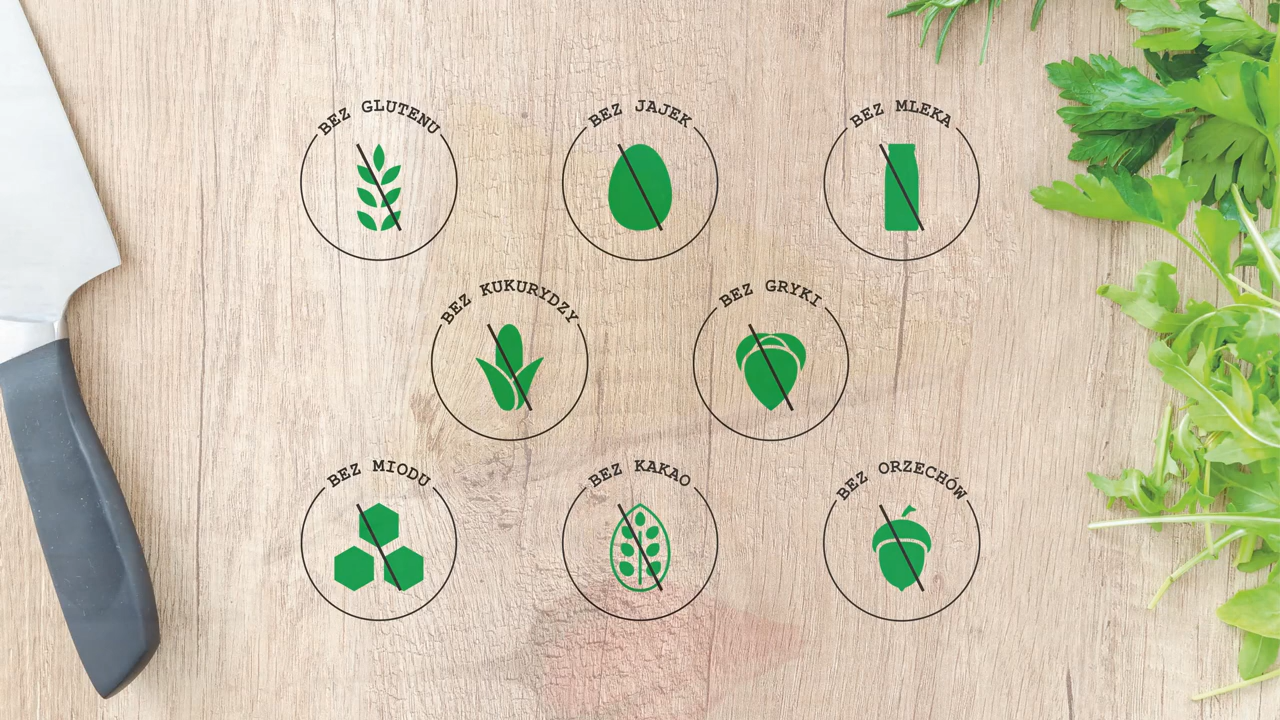 BEZ GLUTENU
BEZ JAJEK
BEZ MLEKA
BEZ KUKURYDZY
BEZ GRYKI
BEZ MIODU
BEZ KAKAO
BEZ ORZECHÓW